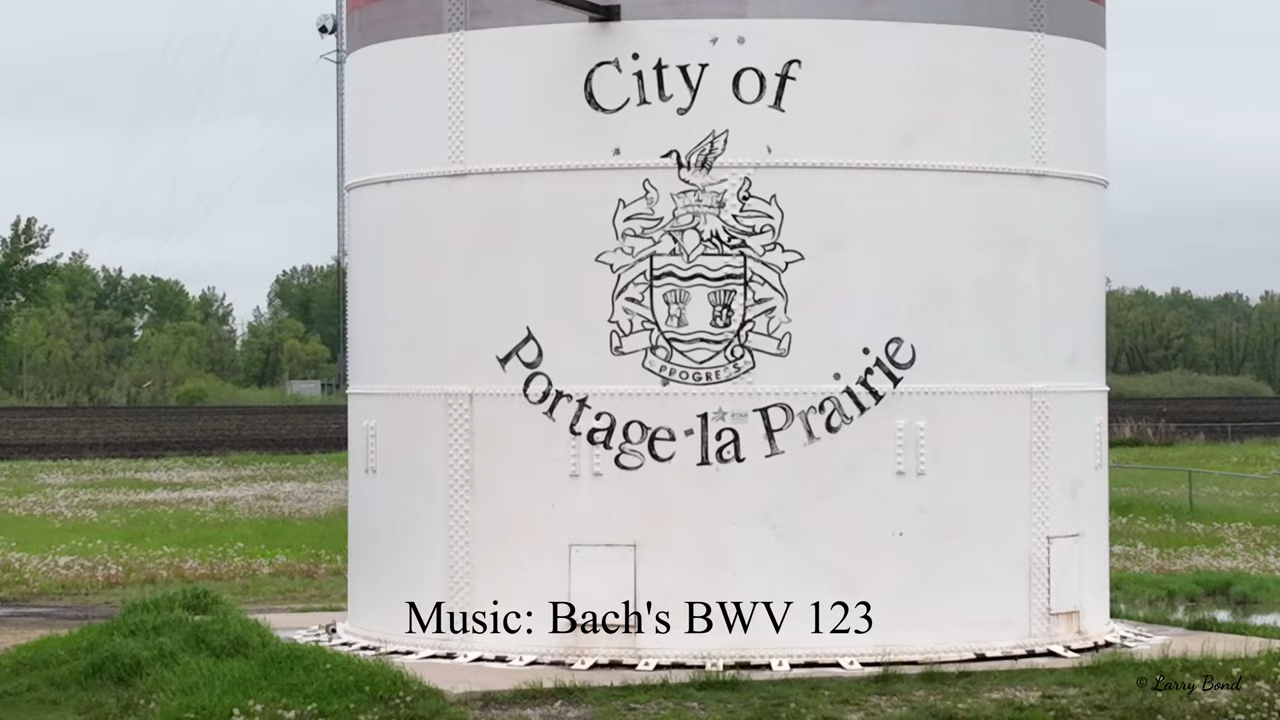 City of
PROGRESS
Portage la Prairie
Music: Bach's BWV 123
© Larry Bond